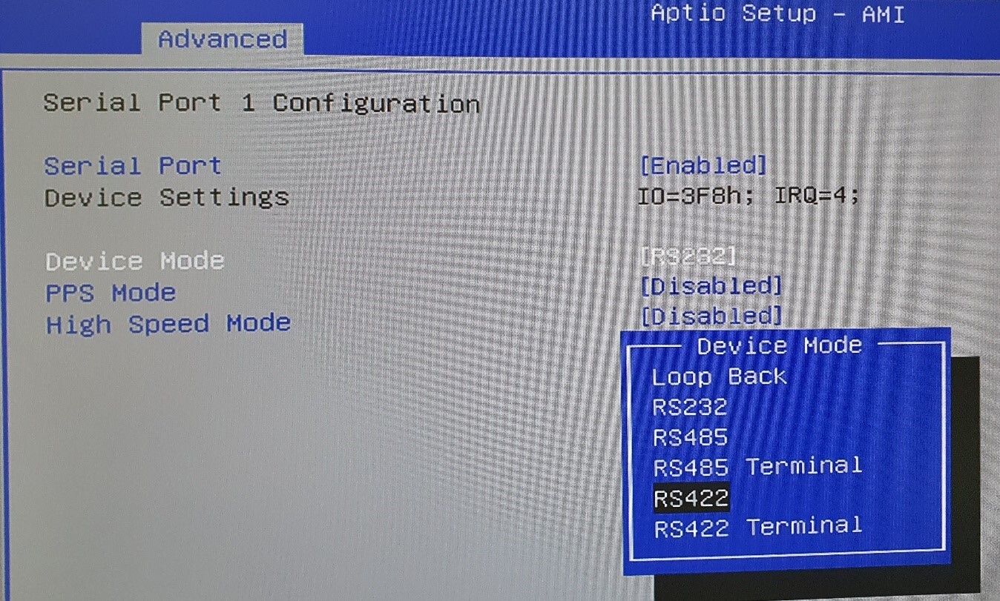 Aptio Setup - AMI
Advanced
Serial Port 1 Configuration
Serial Port [Enabled]
Device Settings IO=3F8h; IRQ=4;
Device Mode [RS232]
PPS Mode [Disabled]
High Speed Mode [Disabled]
Device Mode
Loop Back
RS232
RS485
RS485 Terminal
RS422
RS422 Terminal